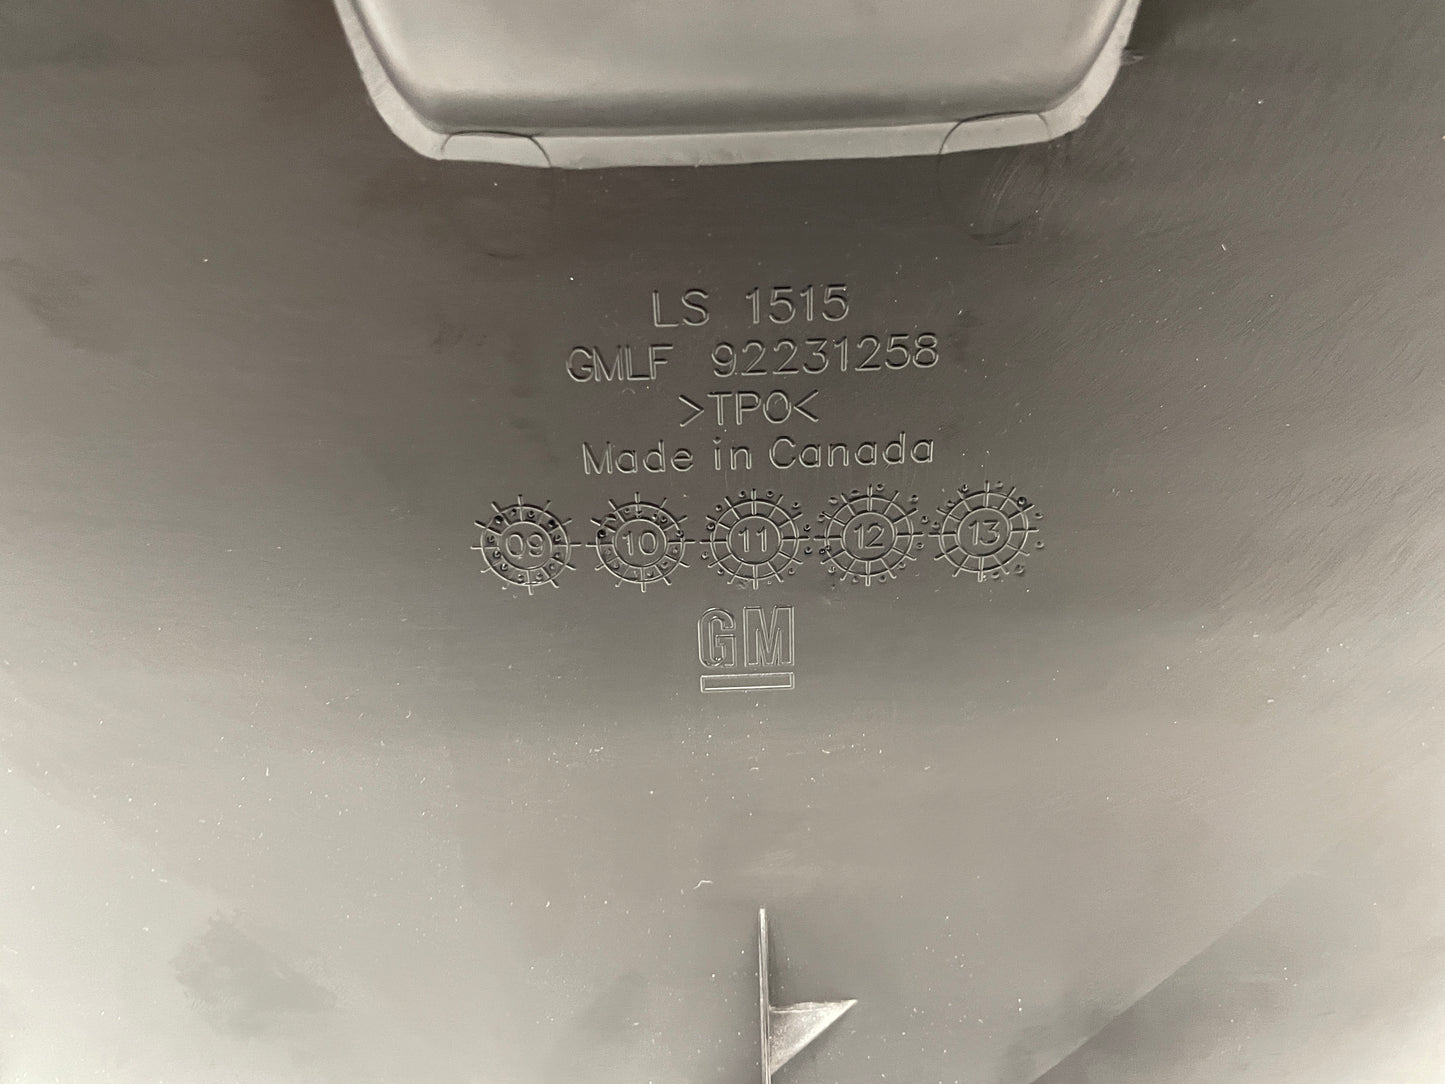 LS 1515
GMLF 92231258
>TPO<
Made in Canada
09 10 11 12 13
GM